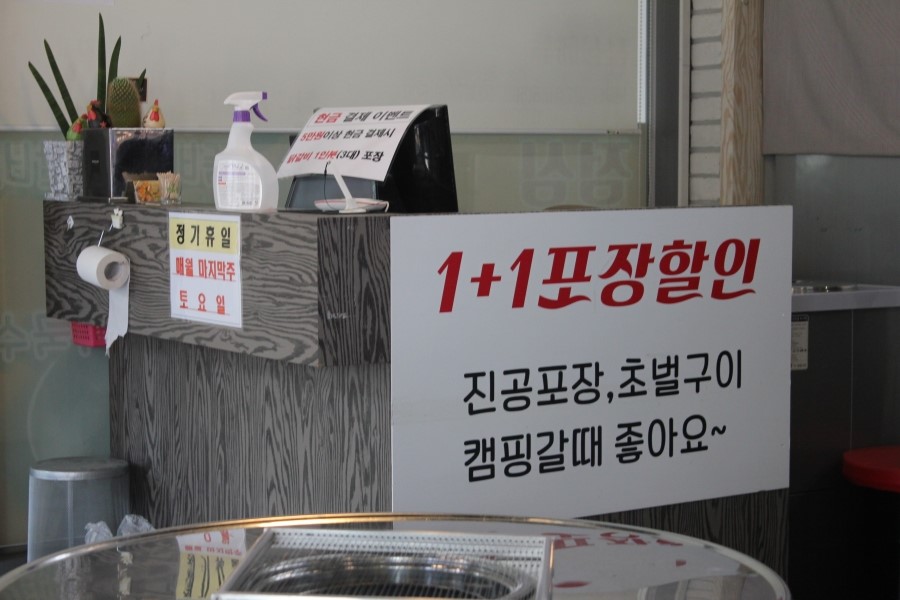 현금 결제 이벤트
5만원이상 현금 결제시
닭갈비 1인분(3대) 포장
정기휴일
매월 마지막주
토요일
1+1포장할인
진공포장,초벌구이
캠핑갈때 좋아요~